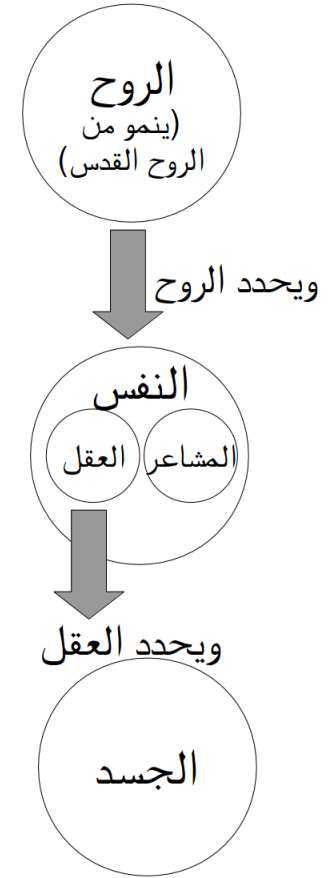 الروح
(ينمو من
الروح القدس)
ويحدد الروح
النفس
المشاعر
العقل
ويحدد العقل
الجسد